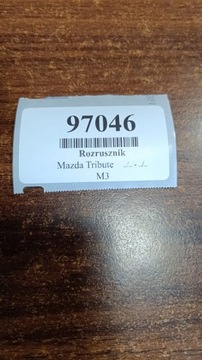 97046
Rozrusznik
Mazda Tribute ../... - ../...
M3